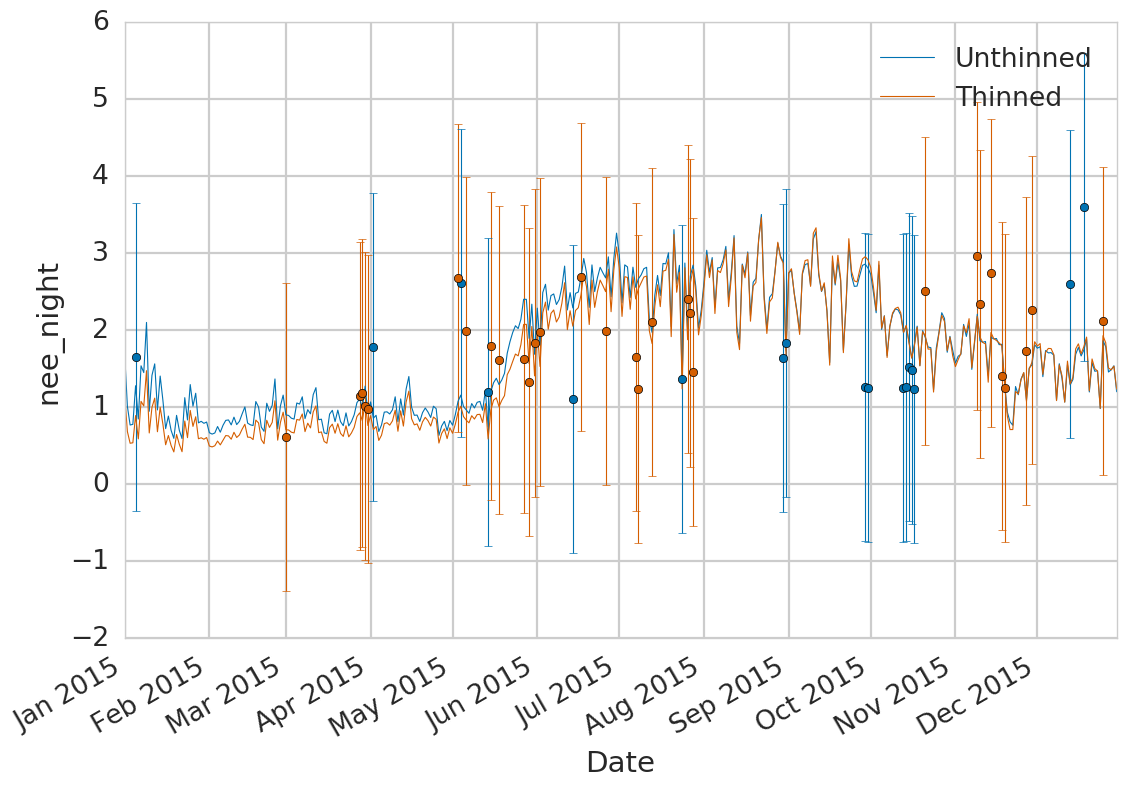 Unthinned
Thinned
nee_night
6
5
4
3
2
1
0
−1
−2
Jan 2015
Feb 2015
Mar 2015
Apr 2015
May 2015
Jun 2015
Jul 2015
Aug 2015
Sep 2015
Oct 2015
Nov 2015
Dec 2015
Date